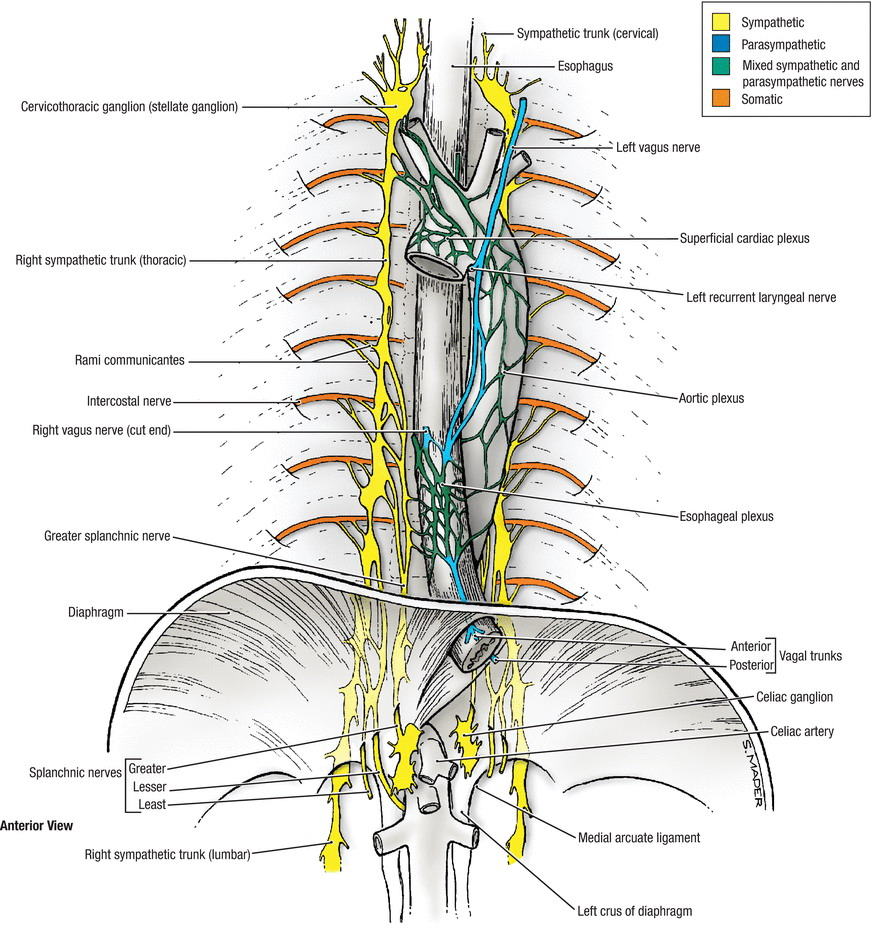 Sympathetic trunk (cervical)
Esophagus
Sympathetic
Parasympathetic
Mixed sympathetic and
parasympathetic nerves
Somatic
Cervicothoracic ganglion (stellate ganglion)
Left vagus nerve
Superficial cardiac plexus
Right sympathetic trunk (thoracic)
Left recurrent laryngeal nerve
Rami communicantes
Aortic plexus
Intercostal nerve
Right vagus nerve (cut end)
Esophageal plexus
Greater splanchnic nerve
Diaphragm
Anterior
Posterior
Vagal trunks
Celiac ganglion
Celiac artery
Splanchnic nerves
Greater
Lesser
Least
S. MADER
Anterior View
Medial arcuate ligament
Right sympathetic trunk (lumbar)
Left crus of diaphragm